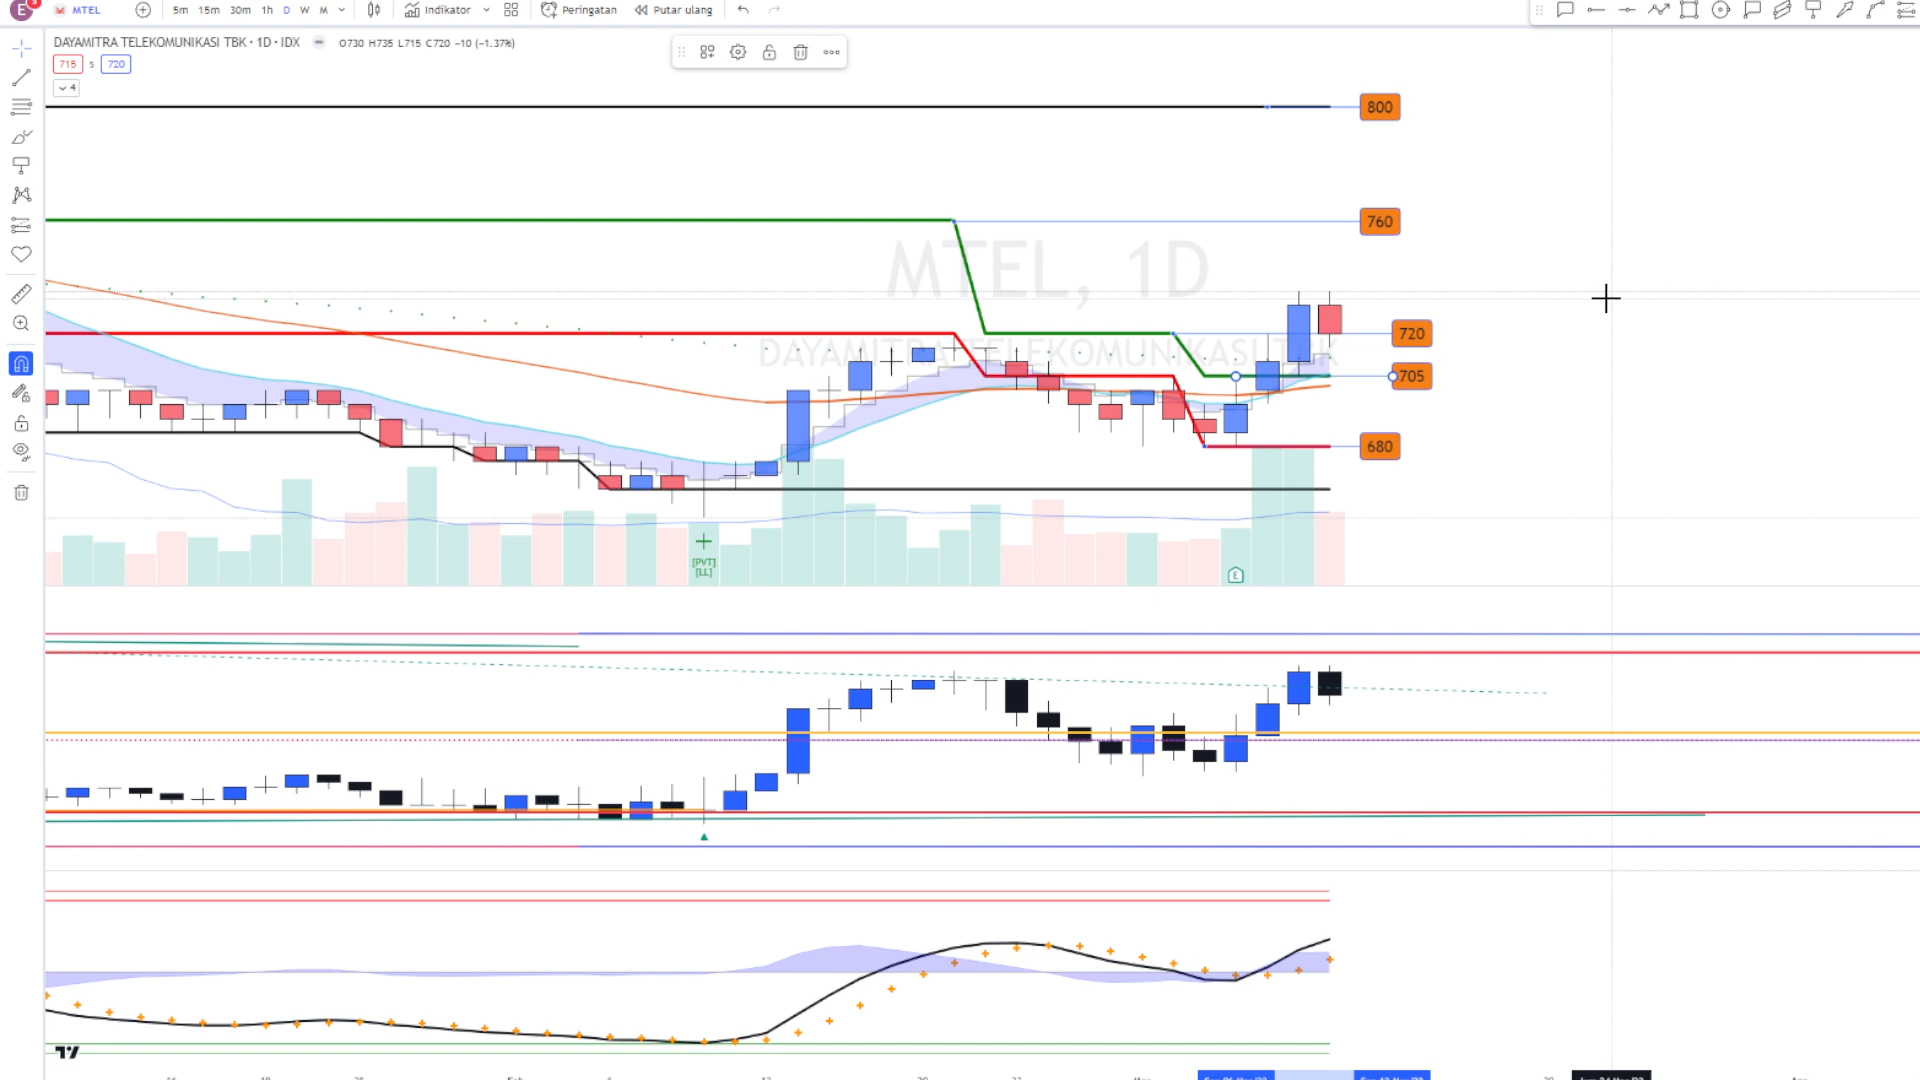 E 5 MTEL 5m 15m 30m 1h D W M Indikator Peringatan Putar ulang
DAYAMITRA TELEKOMUNIKASI TBK · 1D · IDX O730 H735 L715 C720 −10 (−1.37%)
715 5 720
4
800
760
MTEL, 1D
DAYAMITRA TELEKOMUNIKASI TBK
720
705
680
[PVT]
[LL]
E